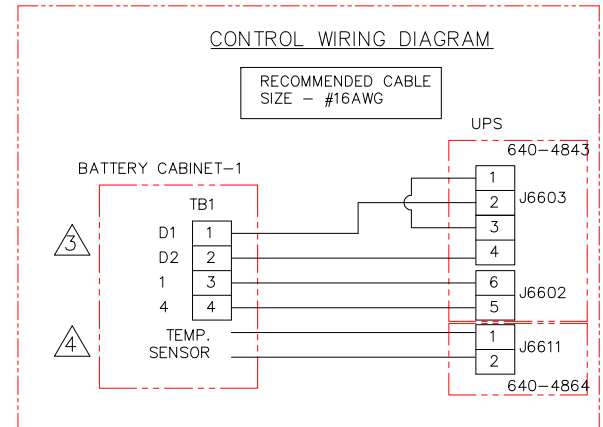 CONTROL WIRING DIAGRAM
RECOMMENDED CABLE
SIZE - #16AWG
UPS
640-4843
BATTERY CABINET-1
TB1
1
2
J6603
3
4
D1 1
3
D2 2
1 3
4 4
6
J6602
5
TEMP.
SENSOR
4
1
J6611
2
640-4864